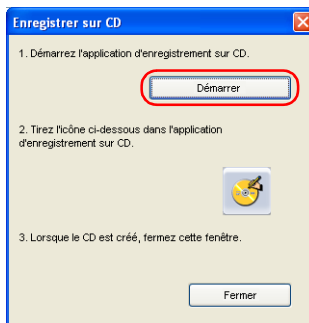 Enregistrer sur CD
1. Démarrez l'application d'enregistrement sur CD.
Démarrer
2. Tirez l'icône ci-dessous dans l'application
d'enregistrement sur CD.
3. Lorsque le CD est créé, fermez cette fenêtre.
Fermer